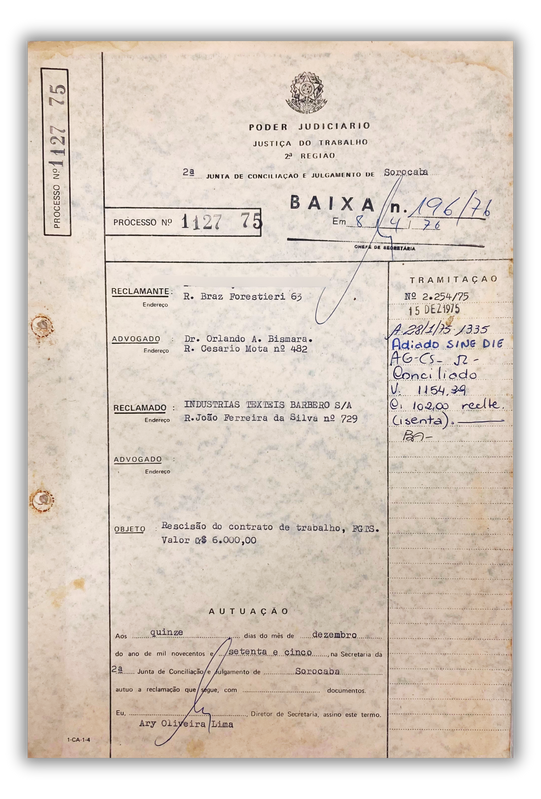 PROCESSO Nº 1127 75
PODER JUDICIARIO
JUSTIÇA DO TRABALHO
2ª REGIAO
2ª JUNTA DE CONCILIAÇÃO E JULGAMENTO DE Sorocaba
BAIXA n. 196/76
Em 8 / 4 / 76
CHEFE DE SECRETÁRIA
PROCESSO Nº 1127 75
RECLAMANTE:
Endereço R. Braz Forestieri 63
ADVOGADO Dr. Orlando A. Bismara.
Endereço R. Cesario Mota nº 482
RECLAMADO : INDUSTRIAS TEXTEIS BARBERO S/A
Endereço R.João Ferreira da Silva nº 729
ADVOGADO :
Endereço
OBJETO Rescisão do contrato de trabalho, FGTS.
Valor ₢$ 6.000,00
TRAMITAÇÃO
Nº 2.254/75
15 DEZ 1975
A. 28/1/75 1335
Adiado SINE DIE
Conciliado
V. 1154,39
C. 102,00 reclte.
(isenta).
AUTUAÇÃO
Aos quinze dias do mês de dezembro
do ano de mil novecentos e setenta e cinco , na Secretaria da
2ª Junta de Conciliação e Julgamento de Sorocaba
autuo a reclamação que segue, com documentos.
Eu, , Diretor de Secretaria, assino este termo.
Ary Oliveira Lima
1-CA-1-4